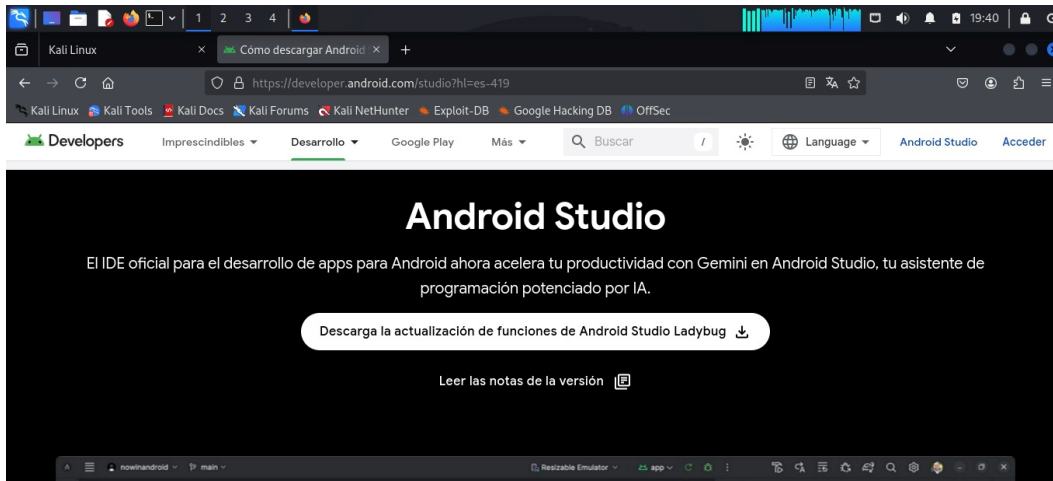 1 2 3 4 19:40
Kali Linux × Cómo descargar Android × +
https://developer.android.com/studio?hl=es-419
Kali Linux Kali Tools Kali Docs Kali Forums Kali NetHunter Exploit-DB Google Hacking DB OffSec
Developers Imprescindibles Desarrollo Google Play Más Buscar / Language Android Studio Acceder
Android Studio
El IDE oficial para el desarrollo de apps para Android ahora acelera tu productividad con Gemini en Android Studio, tu asistente de
programación potenciado por IA.
Descarga la actualización de funciones de Android Studio Ladybug
Leer las notas de la versión
nowinandroid main Resizable Emulator app